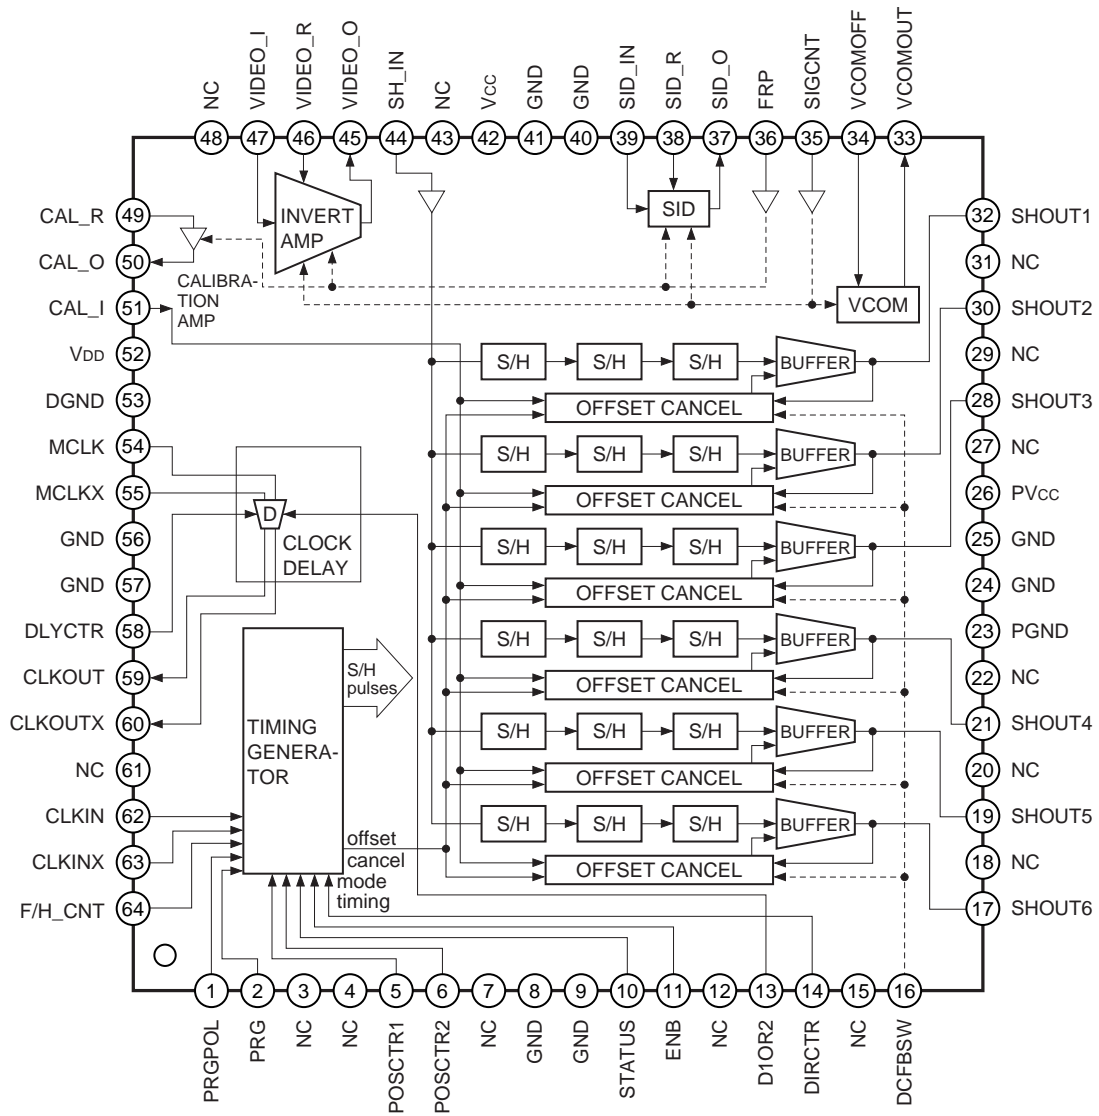 NC
VIDEO_I
VIDEO_R
VIDEO_O
SH_IN
NC
VCC
GND
GND
SID_IN
SID_R
SID_O
FRP
SIGCNT
VCOMOFF
VCOMOUT
48
47
46
45
44
43
42
41
40
39
38
37
36
35
34
33
CAL_R
49
CAL_O
50
CAL_I
51
VDD
52
DGND
53
MCLK
54
MCLKX
55
GND
56
GND
57
DLYCTR
58
CLKOUT
59
CLKOUTX
60
NC
61
CLKIN
62
CLKINX
63
F/H_CNT
64
INVERT
AMP
SID
VCOM
CALIBRA-
TION
AMP
D
CLOCK
DELAY
TIMING
GENERA-
TOR
S/H
pulses
offset
cancel
mode
timing
S/H
S/H
S/H
BUFFER
OFFSET CANCEL
S/H
S/H
S/H
BUFFER
OFFSET CANCEL
S/H
S/H
S/H
BUFFER
OFFSET CANCEL
S/H
S/H
S/H
BUFFER
OFFSET CANCEL
S/H
S/H
S/H
BUFFER
OFFSET CANCEL
S/H
S/H
S/H
BUFFER
OFFSET CANCEL
32
SHOUT1
31
NC
30
SHOUT2
29
NC
28
SHOUT3
27
NC
26
PVCC
25
GND
24
GND
23
PGND
22
NC
21
SHOUT4
20
NC
19
SHOUT5
18
NC
17
SHOUT6
1
2
3
4
5
6
7
8
9
10
11
12
13
14
15
16
PRGPOL
PRG
NC
NC
POSCTR1
POSCTR2
NC
GND
GND
STATUS
ENB
NC
D1OR2
DIRCTR
NC
DCFBSW